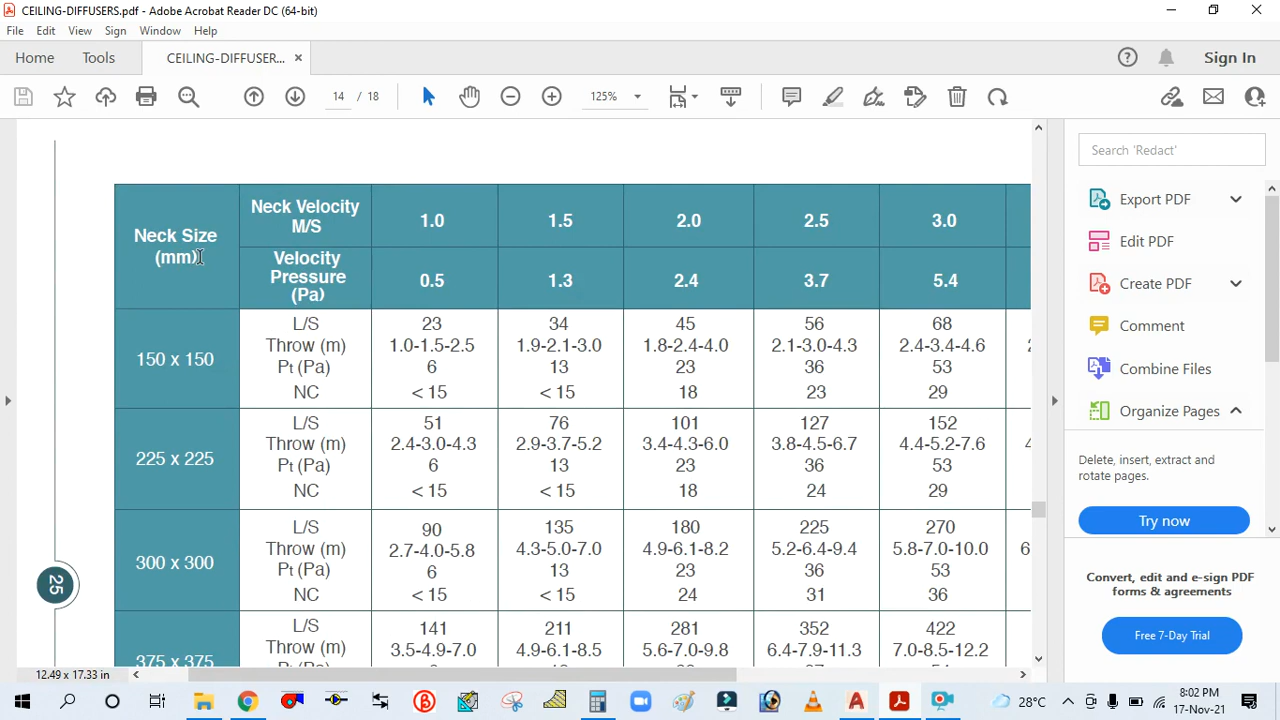 CEILING-DIFFUSERS.pdf - Adobe Acrobat Reader DC (64-bit)
File Edit View Sign Window Help
Home Tools CEILING-DIFFUSER... ×
14 / 18 125% Sign In
Neck Size (mm) Neck Velocity M/S 1.0 1.5 2.0 2.5 3.0
Velocity Pressure (Pa) 0.5 1.3 2.4 3.7 5.4
150 x 150
L/S 23 34 45 56 68
Throw (m) 1.0-1.5-2.5 1.9-2.1-3.0 1.8-2.4-4.0 2.1-3.0-4.3 2.4-3.4-4.6
Pt (Pa) 6 13 23 36 53
NC < 15 < 15 18 23 29
225 x 225
L/S 51 76 101 127 152
Throw (m) 2.4-3.0-4.3 2.9-3.7-5.2 3.4-4.3-6.0 3.8-4.5-6.7 4.4-5.2-7.6
Pt (Pa) 6 13 23 36 53
NC < 15 < 15 18 24 29
300 x 300
L/S 90 135 180 225 270
Throw (m) 2.7-4.0-5.8 4.3-5.0-7.0 4.9-6.1-8.2 5.2-6.4-9.4 5.8-7.0-10.0
Pt (Pa) 6 13 23 36 53
NC < 15 < 15 24 31 36
375 x 375
L/S 141 211 281 352 422
Throw (m) 3.5-4.9-7.0 4.9-6.1-8.5 5.6-7.0-9.8 6.4-7.9-11.3 7.0-8.5-12.2
25
12.49 x 17.33 in
Search 'Redact'
Export PDF
Edit PDF
Create PDF
Comment
Combine Files
Organize Pages
Delete, insert, extract and
rotate pages.
Try now
Convert, edit and e-sign PDF
forms & agreements
Free 7-Day Trial
28°C
8:02 PM
17-Nov-21